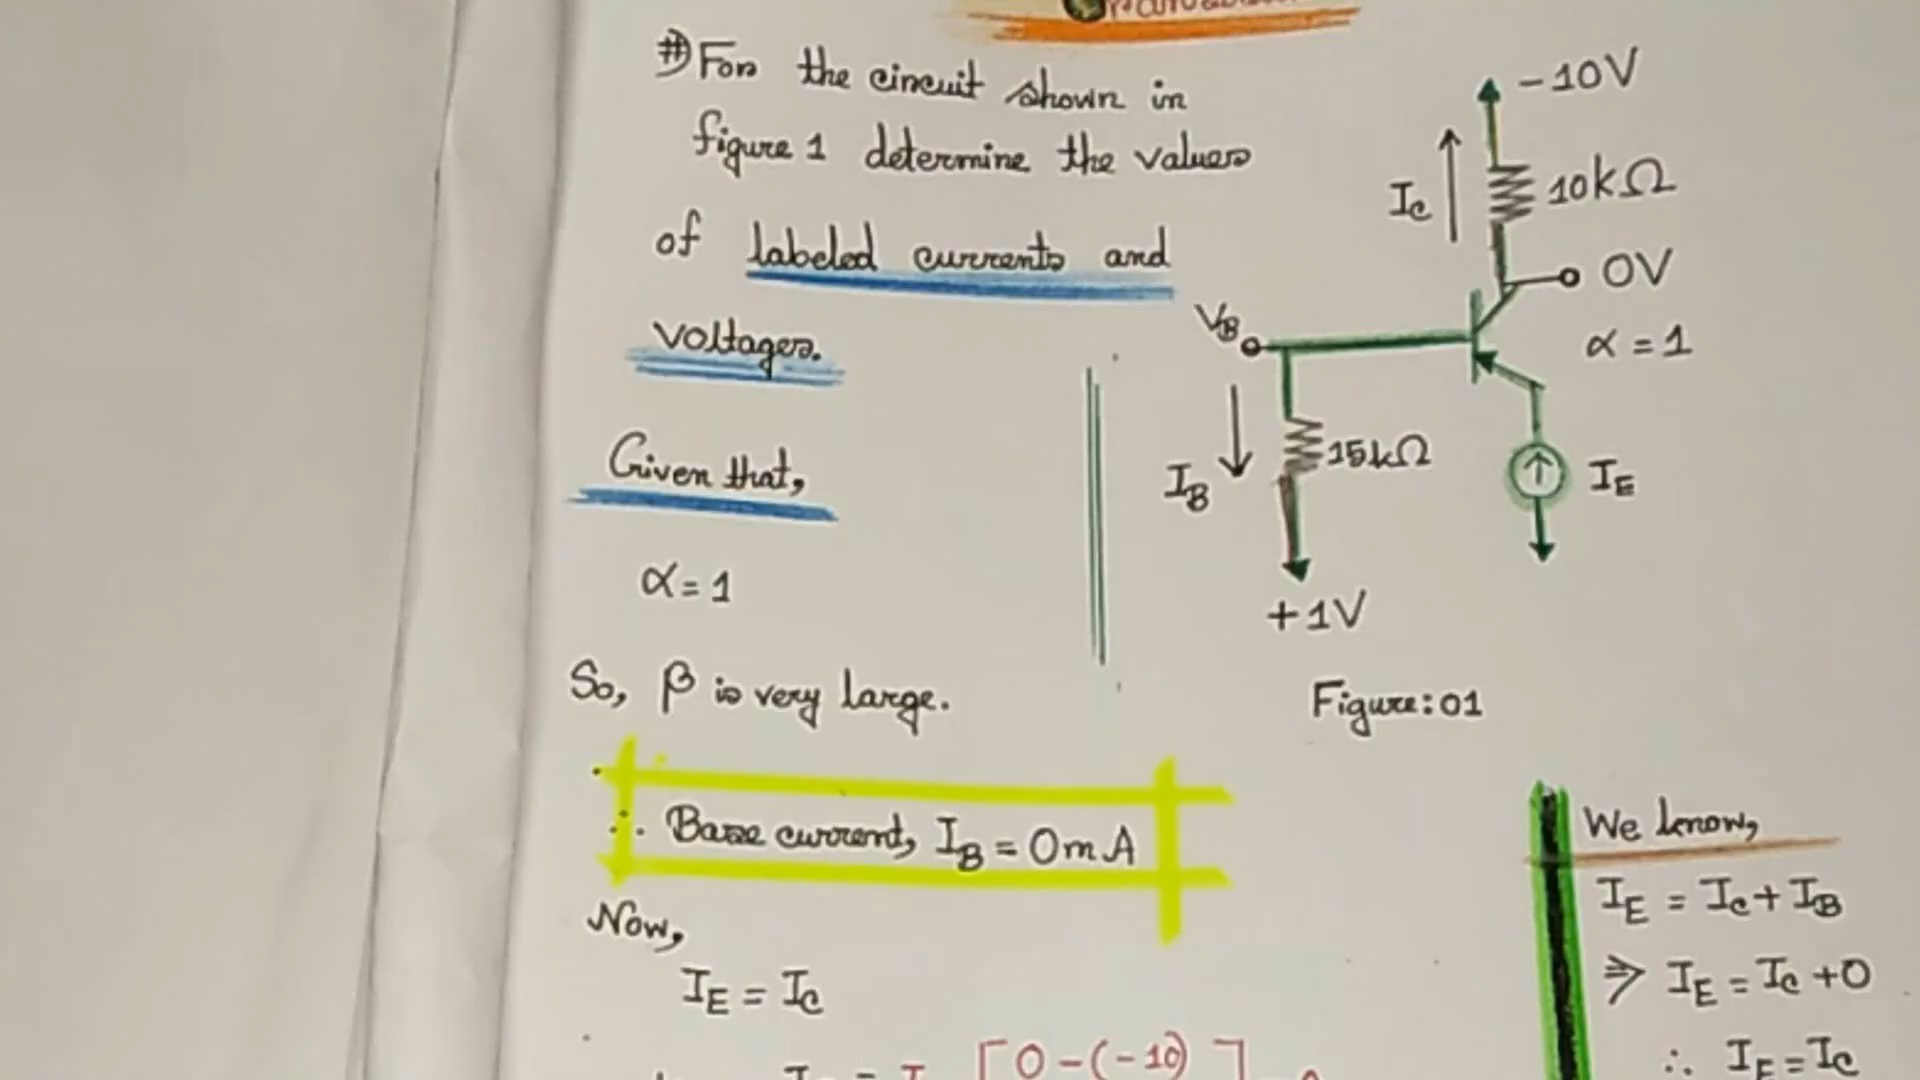 #) For the circuit shown in
figure 1 determine the values
of labeled currents and
voltages.
Given that,
α = 1
So, β is very large.
∴ Base current, IB = 0mA
Now,
IE = IC
[0-(-10)]
-10V
IC
10kΩ
0V
VB
α = 1
IB
15kΩ
IE
+1V
Figure:01
We know,
IE = IC + IB
⇒ IE = IC + 0
∴ IE = IC